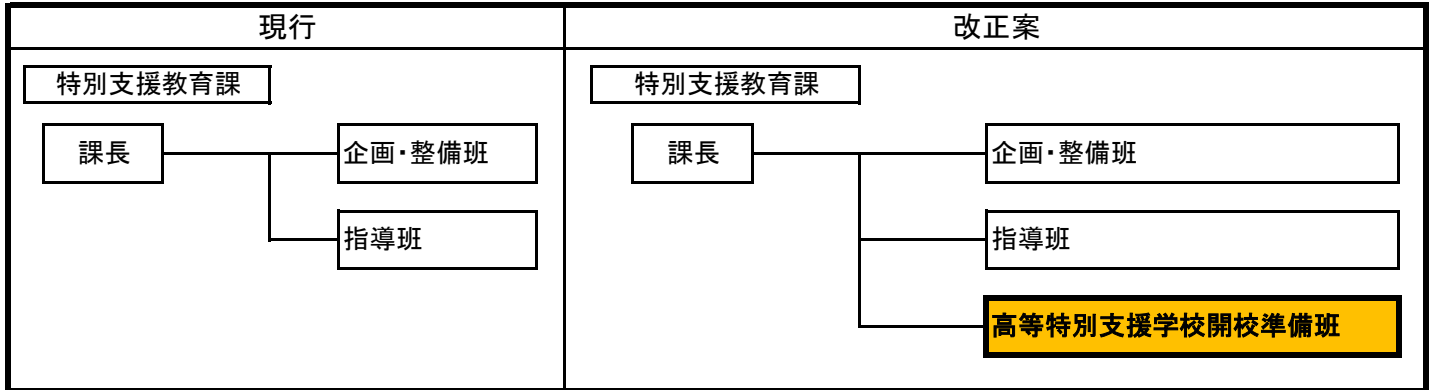 現行
改正案
特別支援教育課
課長
企画・整備班
指導班
特別支援教育課
課長
企画・整備班
指導班
高等特別支援学校開校準備班